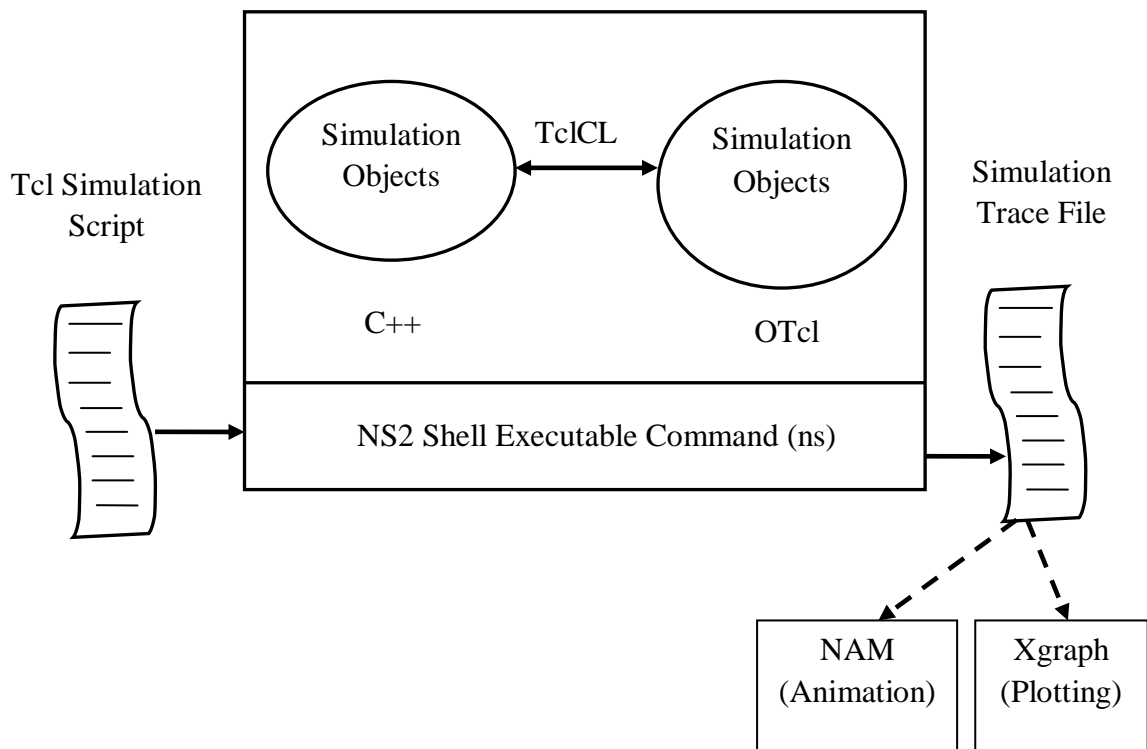 Tcl Simulation
Script
Simulation
Objects
TclCL
Simulation
Objects
C++
OTcl
NS2 Shell Executable Command (ns)
Simulation
Trace File
NAM
(Animation)
Xgraph
(Plotting)